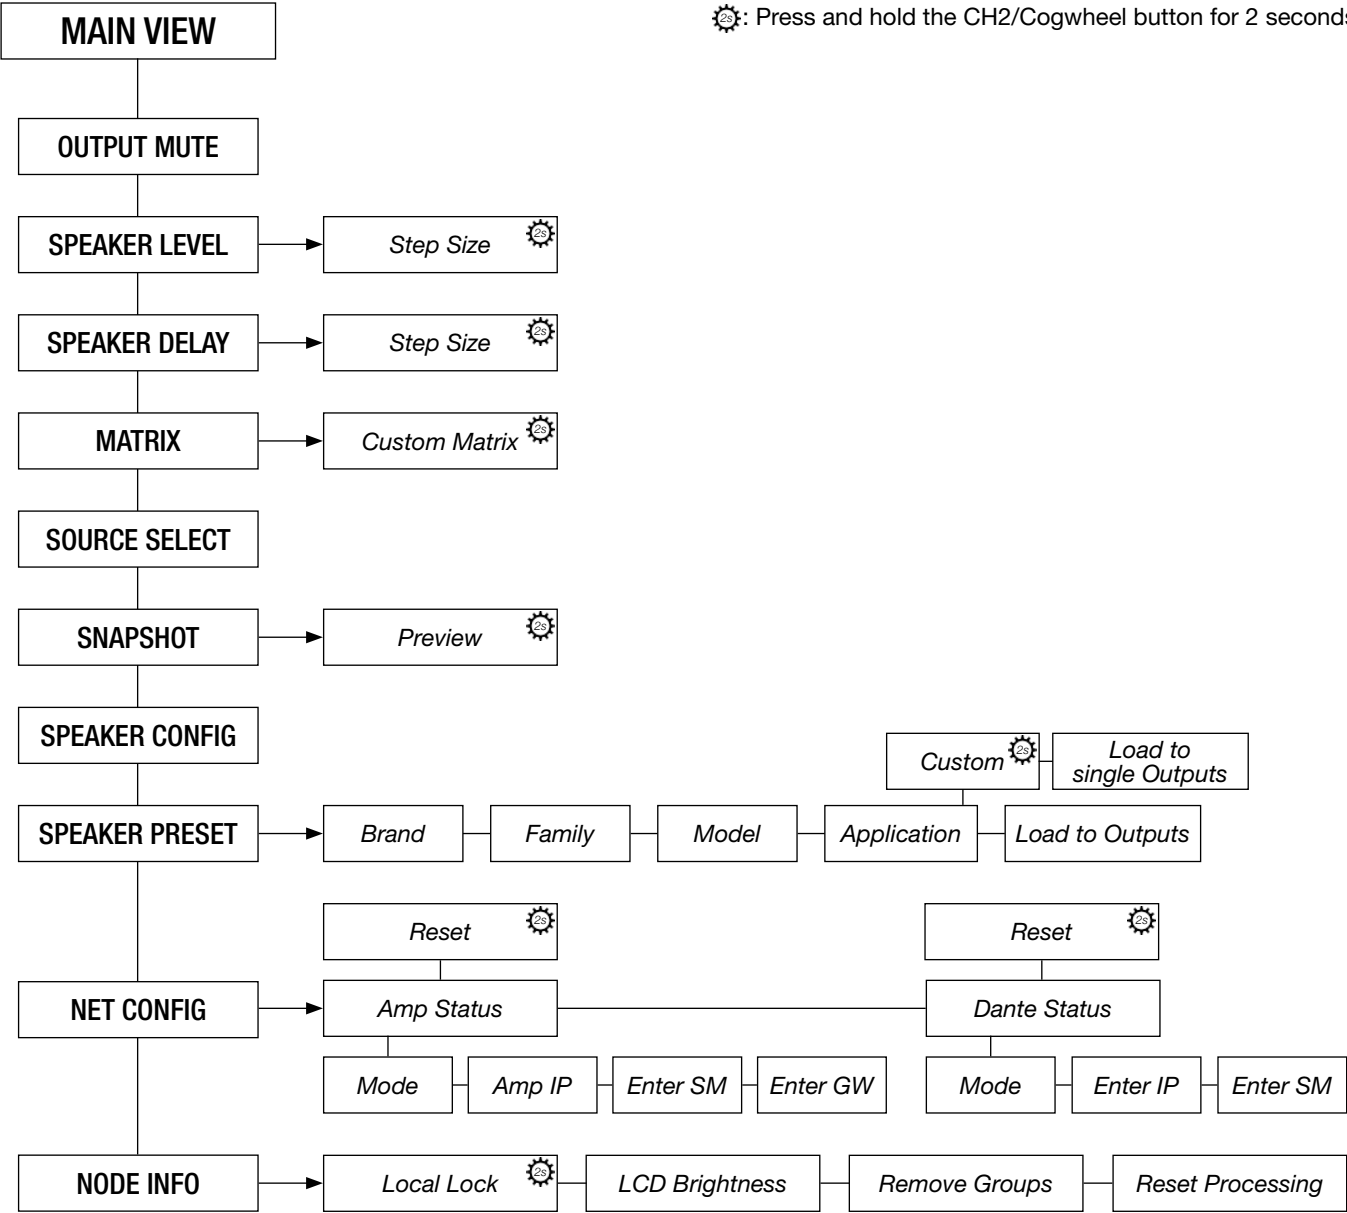 MAIN VIEW
2s: Press and hold the CH2/Cogwheel button for 2 seconds
OUTPUT MUTE
SPEAKER LEVEL
Step Size
2s
SPEAKER DELAY
Step Size
2s
MATRIX
Custom Matrix
2s
SOURCE SELECT
SNAPSHOT
Preview
2s
SPEAKER CONFIG
Custom
2s
Load to
single Outputs
SPEAKER PRESET
Brand
Family
Model
Application
Load to Outputs
Reset
2s
Reset
2s
NET CONFIG
Amp Status
Dante Status
Mode
Amp IP
Enter SM
Enter GW
Mode
Enter IP
Enter SM
NODE INFO
Local Lock
2s
LCD Brightness
Remove Groups
Reset Processing